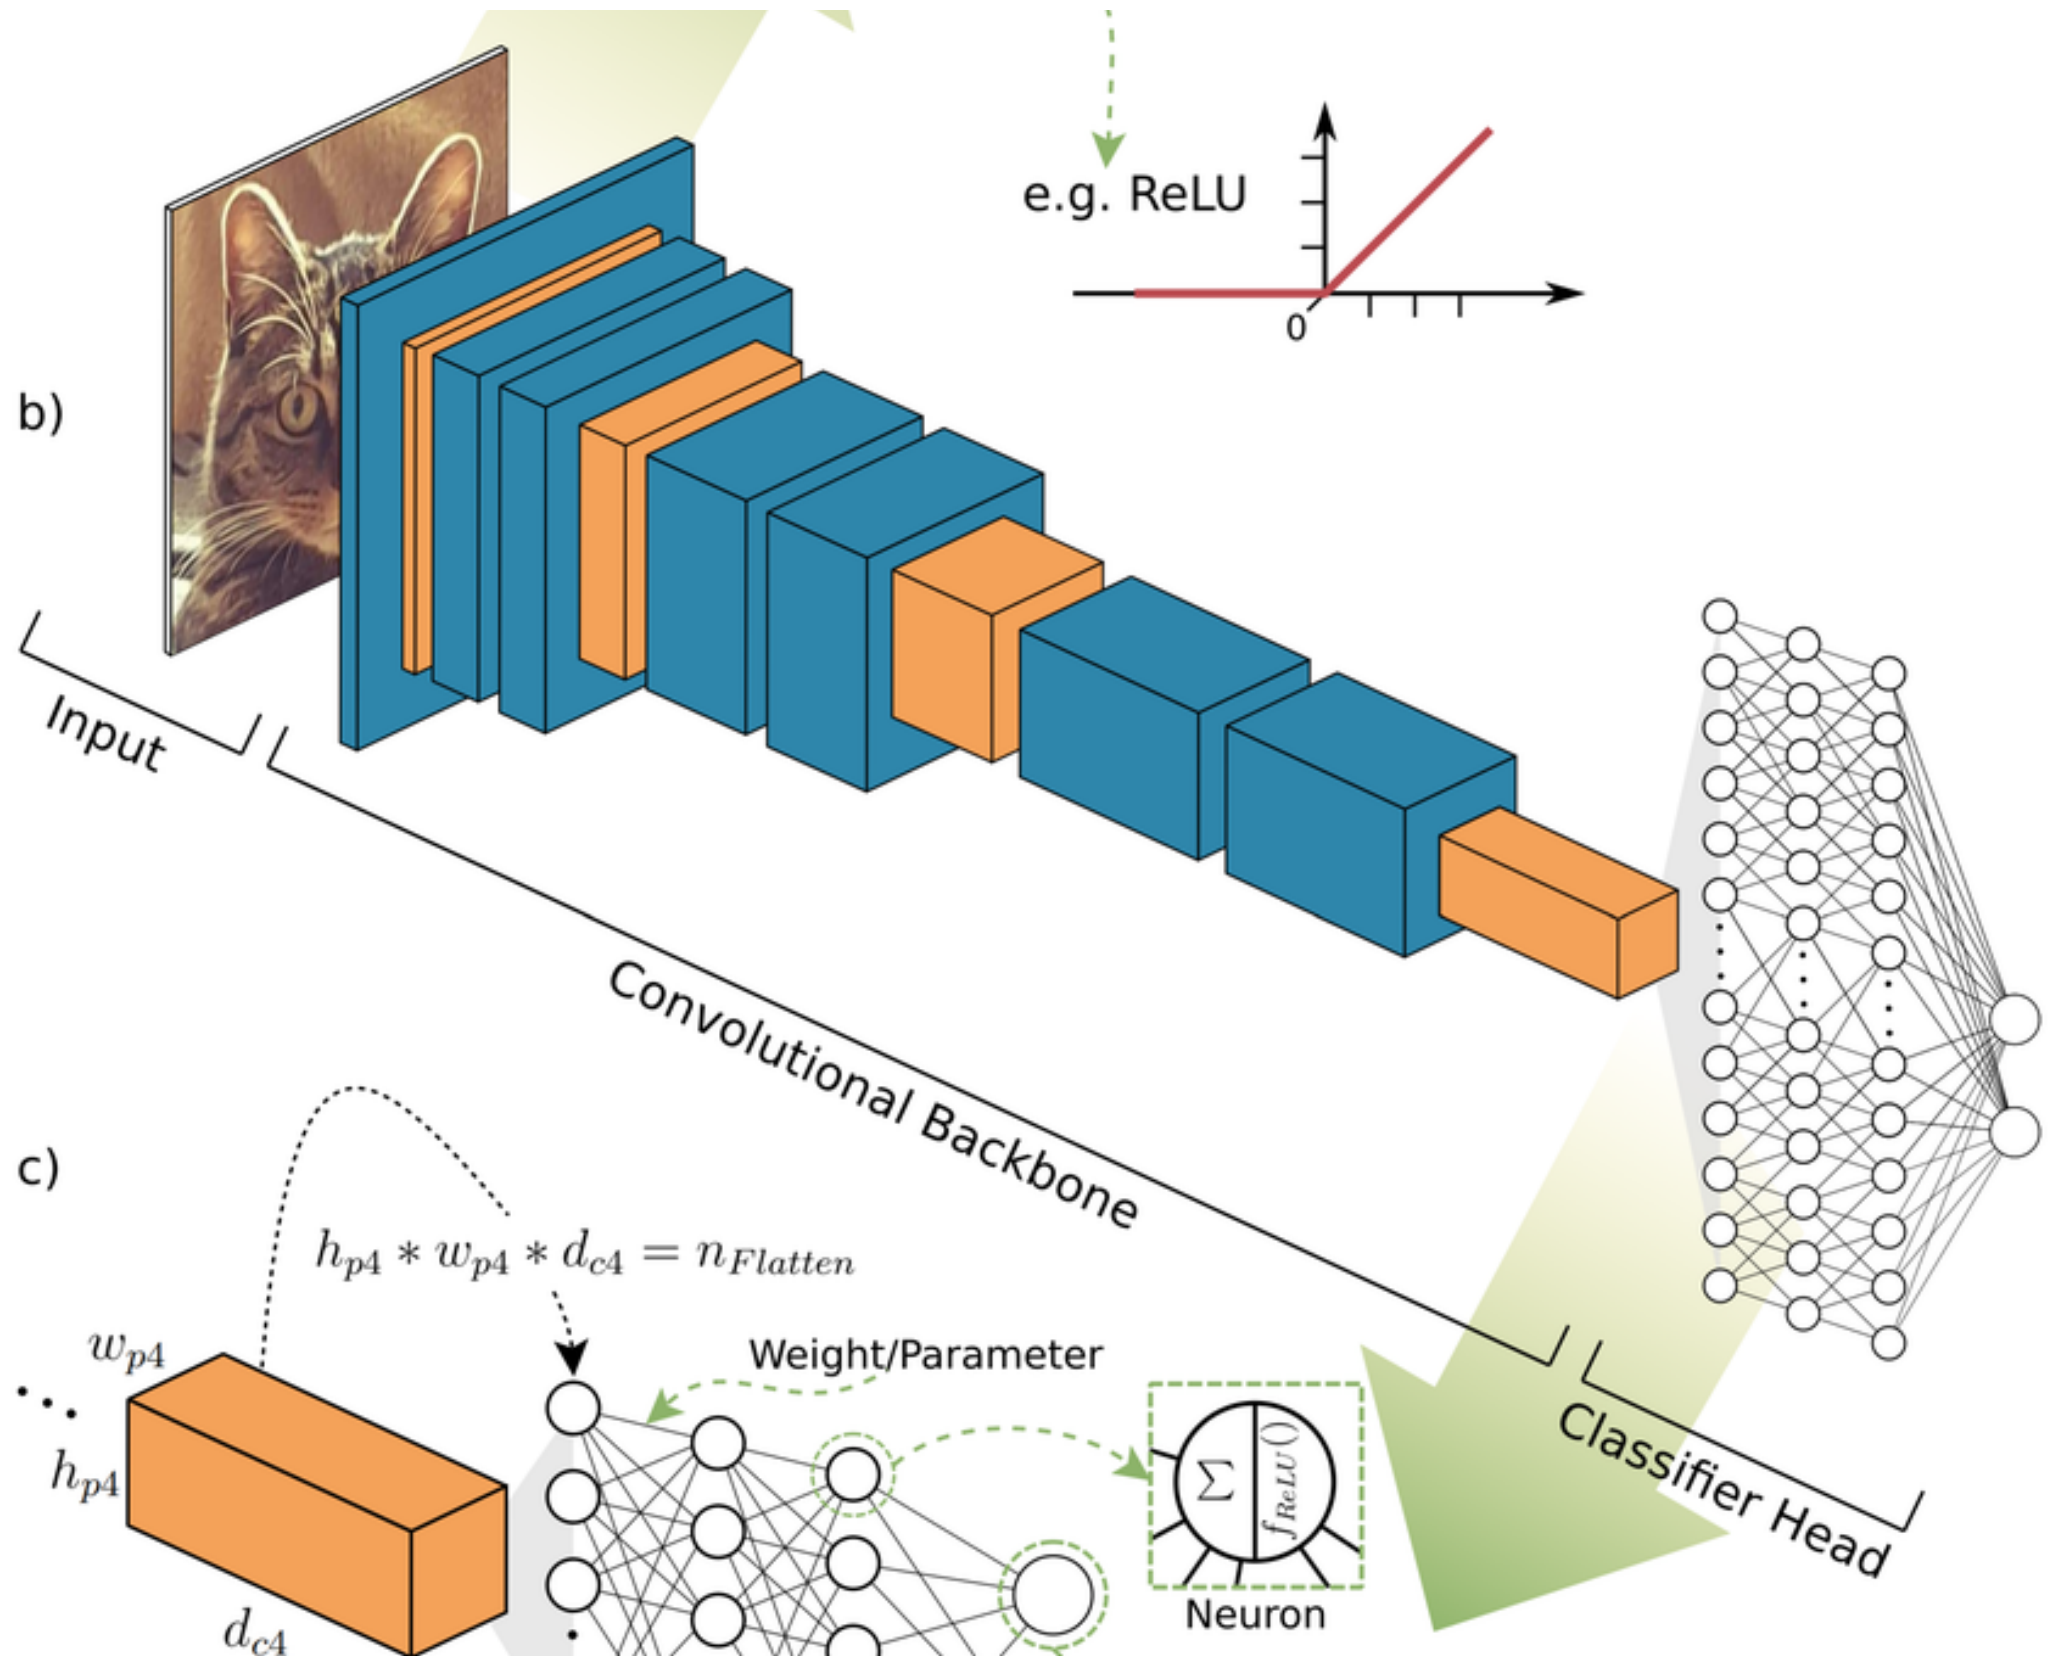 e.g. ReLU
0
b)
Input
Convolutional Backbone
Classifier Head
c)
h_{p4} * w_{p4} * d_{c4} = n_{Flatten}
w_{p4}
h_{p4}
d_{c4}
Weight/Parameter
Σ f_{ReLU}()
Neuron